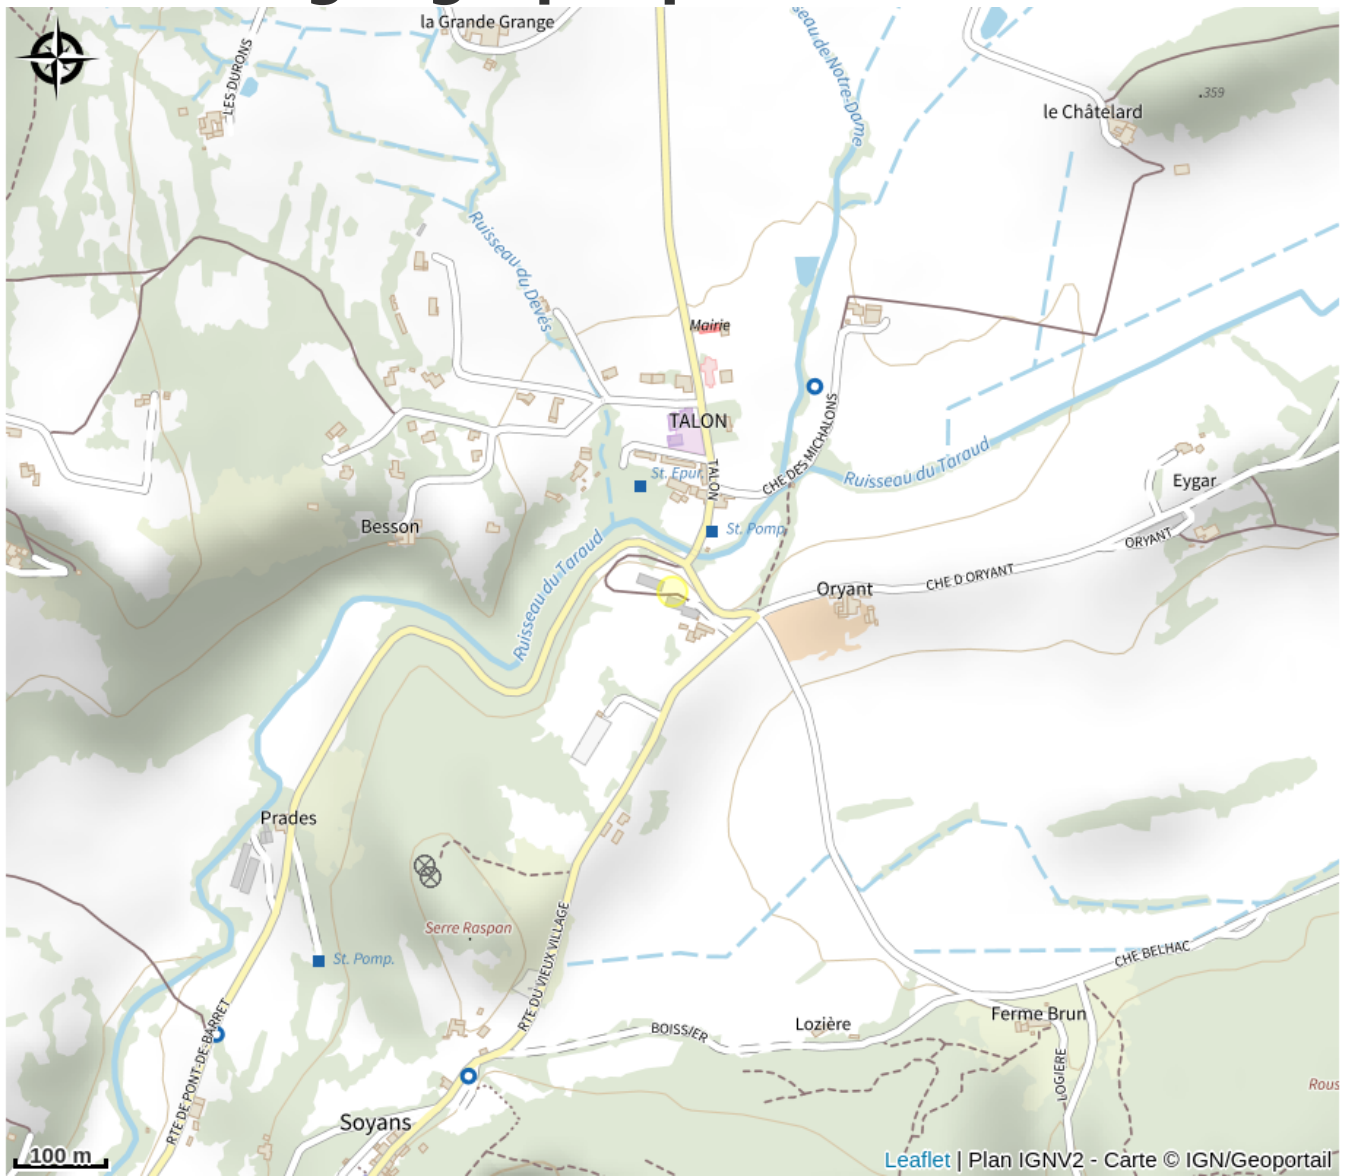 la Grande Grange
LES DURONS
seau de Notre-Dame
.359
le Châtelard
Ruisseau du Devès
Mairie
TALON
St. Epur.
TALON
CHE DES MICHALONS
Ruisseau du Taraud
Eygar
Besson
St. Pomp.
ORYANT
Ruisseau du Taraud
CHE D ORYANT
Oryant
Prades
Serre Raspan
St. Pomp.
RTE DU VIEUX VILLAGE
CHE BELHAC
RTE DE PONT-DE-BARRET
BOISSIER
Lozière
Ferme Brun
LOGIERE
Rous
Soyans
100 m
Leaflet | Plan IGNV2 - Carte © IGN/Geoportail